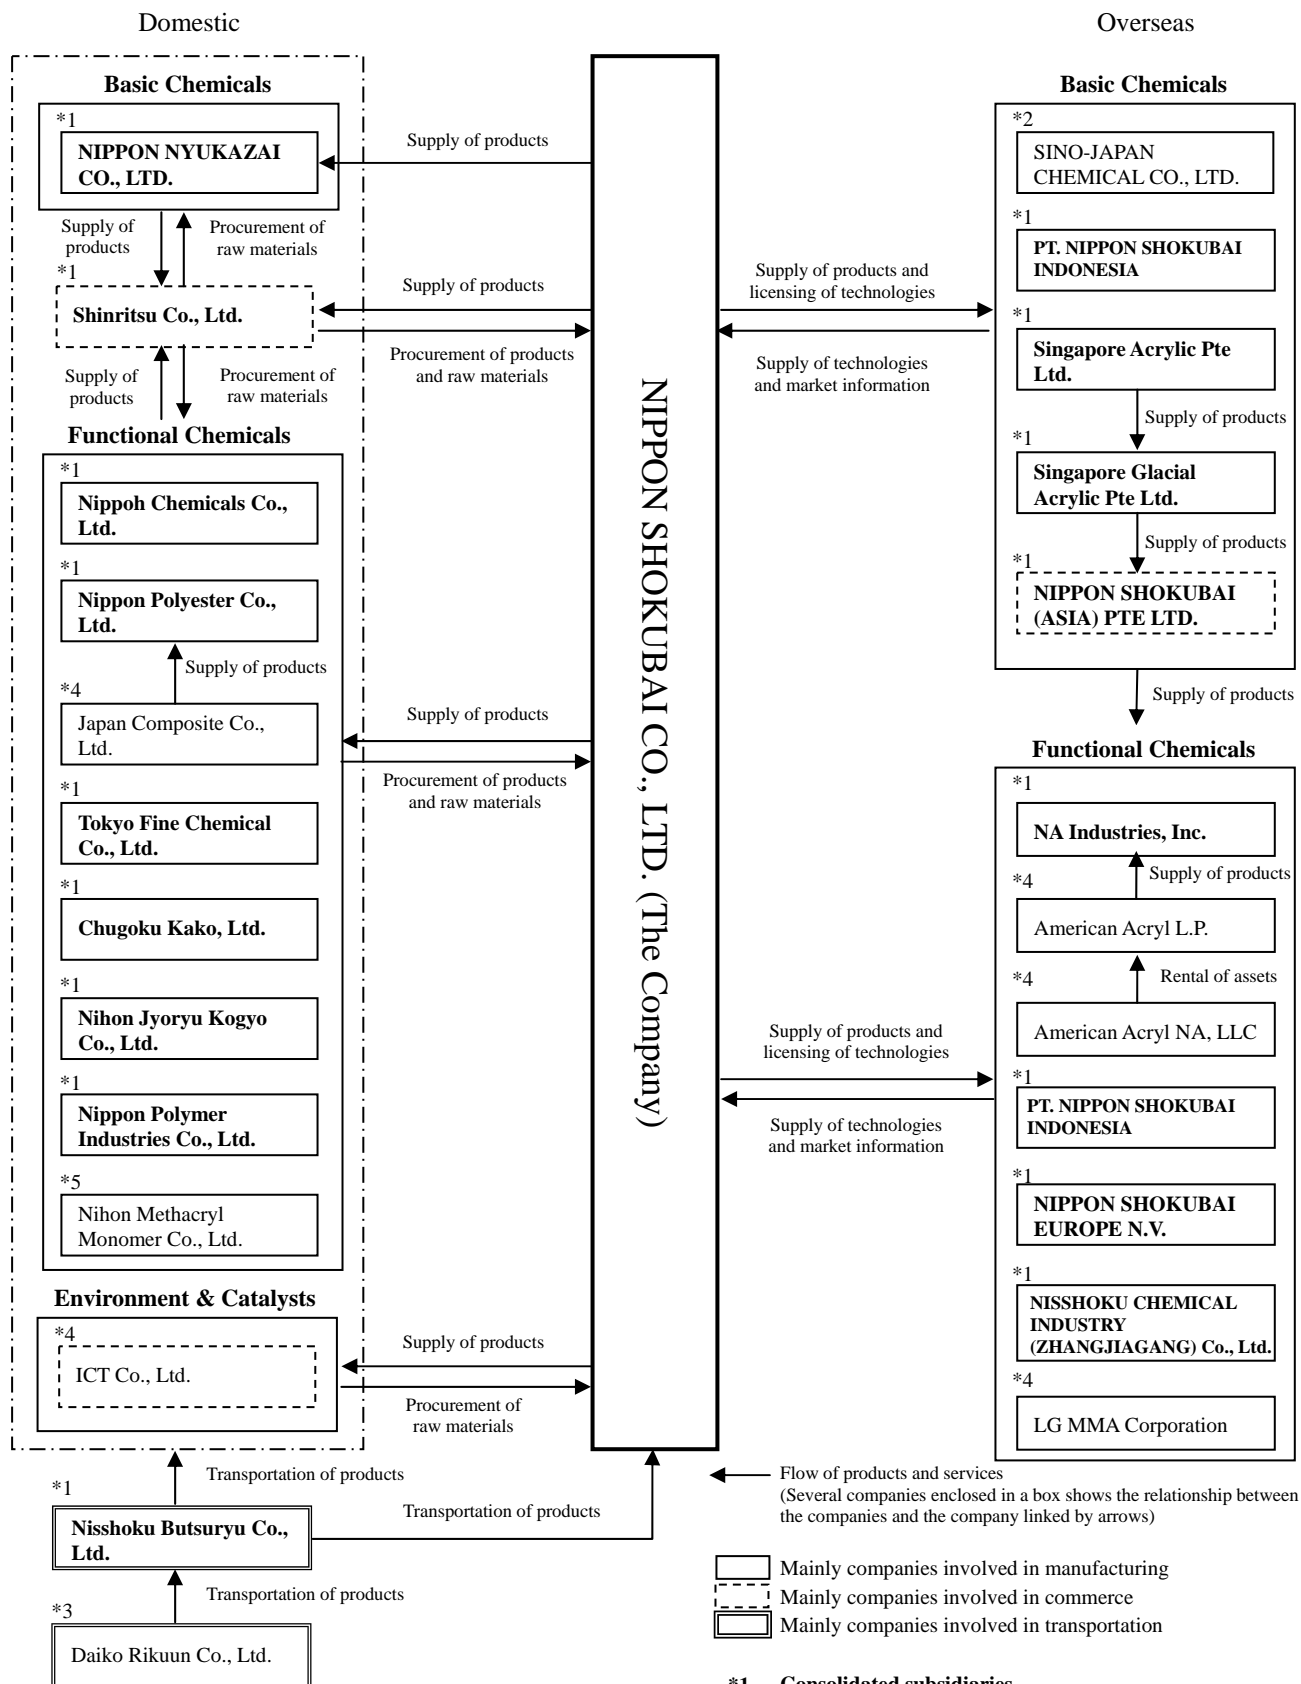 Domestic
Overseas
Basic Chemicals
*1
NIPPON NYUKAZAI
CO., LTD.
Supply of
products
Procurement of
raw materials
*1
Shinritsu Co., Ltd.
Supply of
products
Procurement of
raw materials
Functional Chemicals
*1
Nippoh Chemicals Co.,
Ltd.
*1
Nippon Polyester Co.,
Ltd.
Supply of products
*4
Japan Composite Co.,
Ltd.
*1
Tokyo Fine Chemical
Co., Ltd.
*1
Chugoku Kako, Ltd.
*1
Nihon Jyoryu Kogyo
Co., Ltd.
*1
Nippon Polymer
Industries Co., Ltd.
*5
Nihon Methacryl
Monomer Co., Ltd.
Environment & Catalysts
*4
ICT Co., Ltd.
Transportation of products
*1
Nisshoku Butsuryu Co.,
Ltd.
Transportation of products
*3
Daiko Rikuun Co., Ltd.
Supply of products
Supply of products
Procurement of products
and raw materials
Supply of products
Procurement of products
and raw materials
Supply of products
Procurement of
raw materials
Transportation of products
NIPPON SHOKUBAI CO., LTD. (The Company)
Supply of products and
licensing of technologies
Supply of technologies
and market information
Supply of products and
licensing of technologies
Supply of technologies
and market information
Basic Chemicals
*2
SINO-JAPAN
CHEMICAL CO., LTD.
*1
PT. NIPPON SHOKUBAI
INDONESIA
*1
Singapore Acrylic Pte
Ltd.
Supply of products
*1
Singapore Glacial
Acrylic Pte Ltd.
Supply of products
*1
NIPPON SHOKUBAI
(ASIA) PTE LTD.
Supply of products
Functional Chemicals
*1
NA Industries, Inc.
Supply of products
*4
American Acryl L.P.
Rental of assets
*4
American Acryl NA, LLC
*1
PT. NIPPON SHOKUBAI
INDONESIA
*1
NIPPON SHOKUBAI
EUROPE N.V.
*1
NISSHOKU CHEMICAL
INDUSTRY
(ZHANGJIAGANG) Co., Ltd.
*4
LG MMA Corporation
Flow of products and services
(Several companies enclosed in a box shows the relationship between
the companies and the company linked by arrows)
Mainly companies involved in manufacturing
Mainly companies involved in commerce
Mainly companies involved in transportation
*1 Consolidated subsidiaries